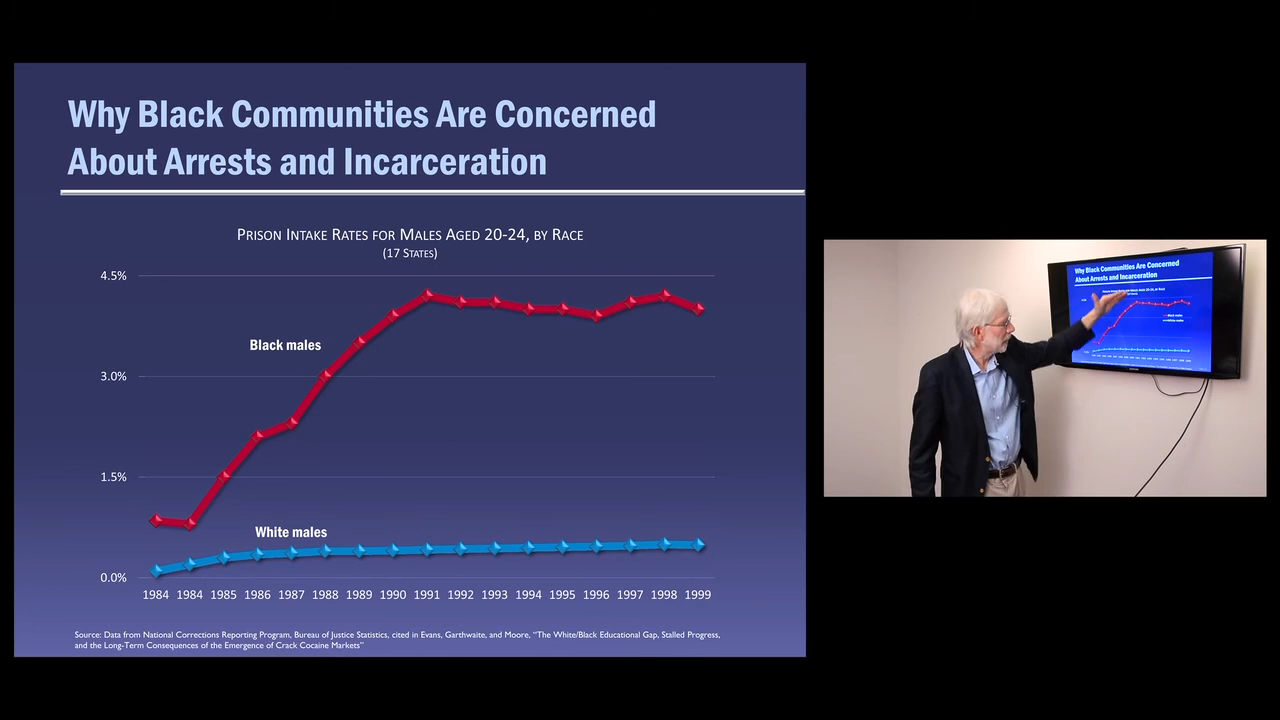 Why Black Communities Are Concerned
About Arrests and Incarceration
Prison Intake Rates for Males Aged 20-24, by Race
(17 States)
4.5%
Black males
3.0%
1.5%
White males
0.0%
1984 1984 1985 1986 1987 1988 1989 1990 1991 1992 1993 1994 1995 1996 1997 1998 1999
Source: Data from National Corrections Reporting Program, Bureau of Justice Statistics, cited in Evans, Garthwaite, and Moore, “The White/Black Educational Gap, Stalled Progress,
and the Long-Term Consequences of the Emergence of Crack Cocaine Markets”
Why Black Communities Are Concerned
About Arrests and Incarceration
Black males
White males